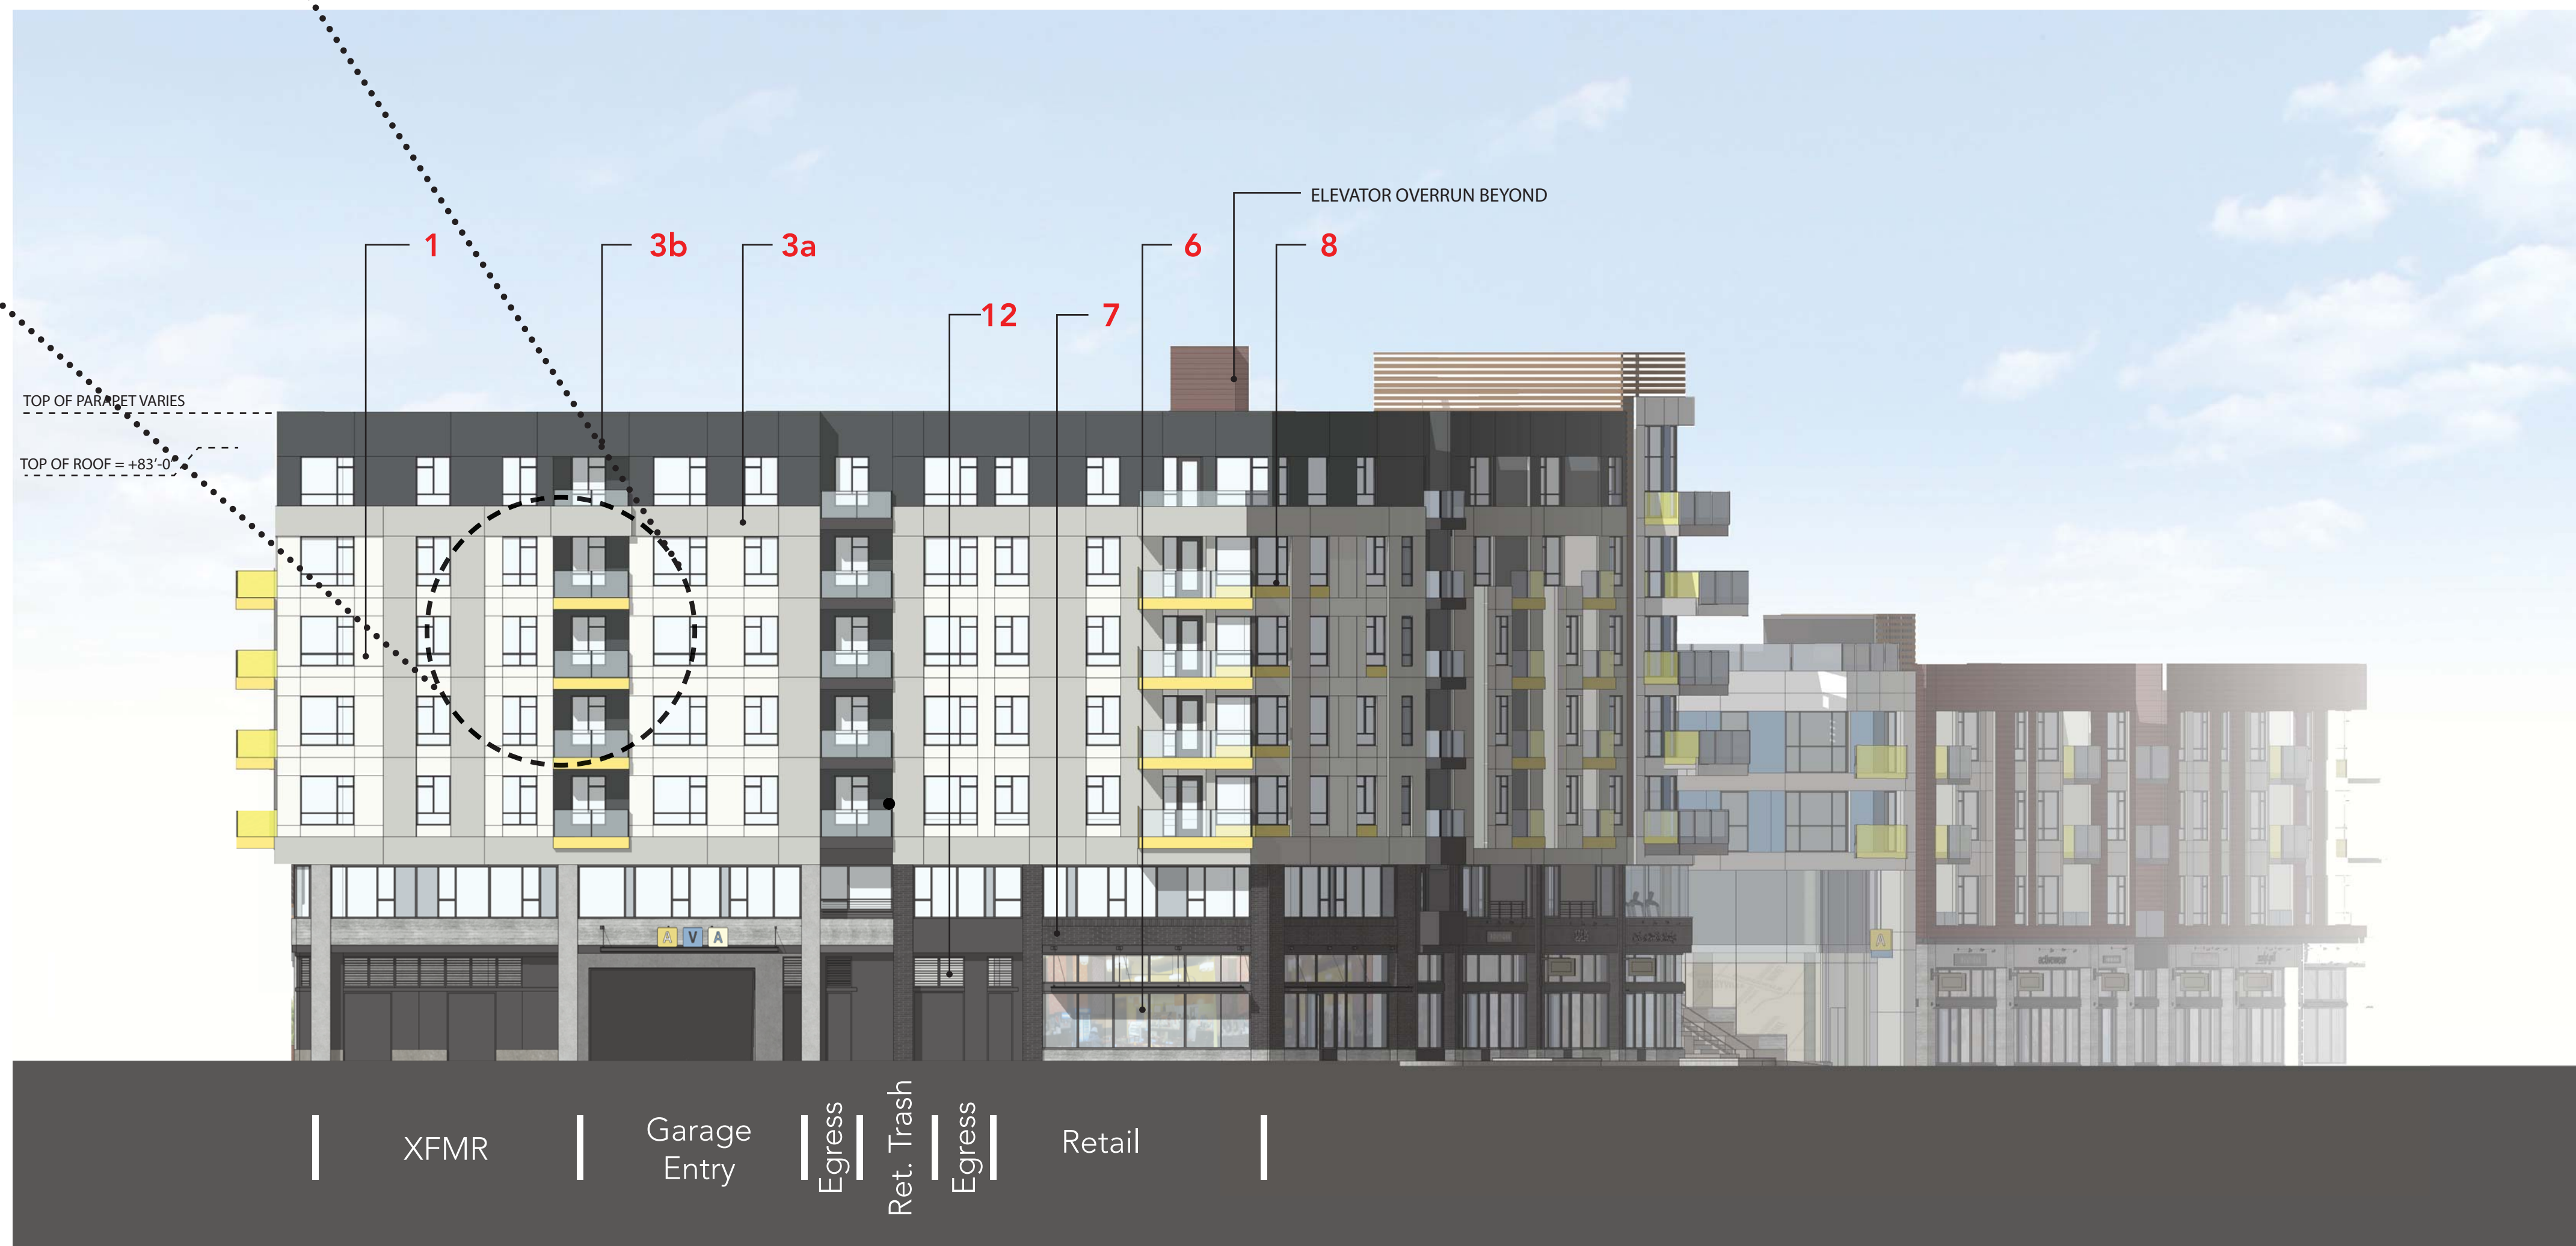 ELEVATOR OVERRUN BEYOND
1
3b
3a
6
8
12
7
TOP OF PARAPET VARIES
TOP OF ROOF = +83'-0"
A V A
A
XFMR
Garage
Entry
Egress
Ret. Trash
Egress
Retail